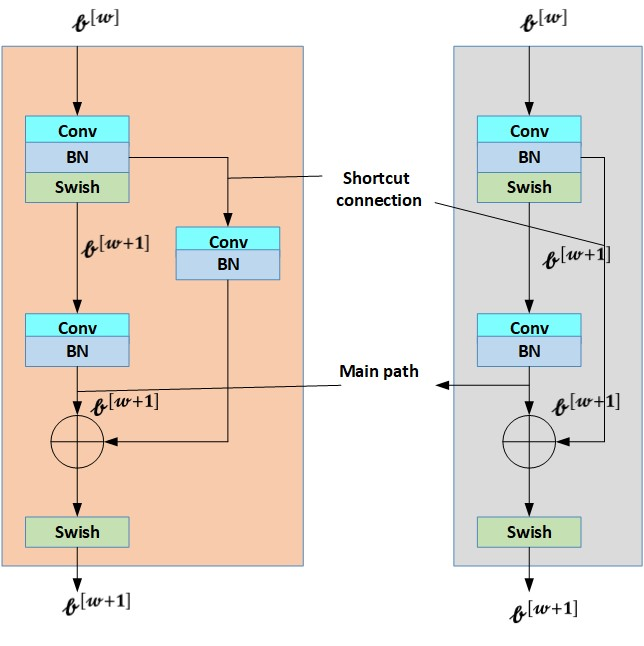 𝓫[w]
𝓫[w]
Conv
BN
Swish
Conv
BN
Swish
Shortcut
connection
Conv
BN
𝓫[w+1]
𝓫[w+1]
Conv
BN
Conv
BN
Main path
𝓫[w+1]
𝓫[w+1]
Swish
Swish
𝓫[w+1]
𝓫[w+1]